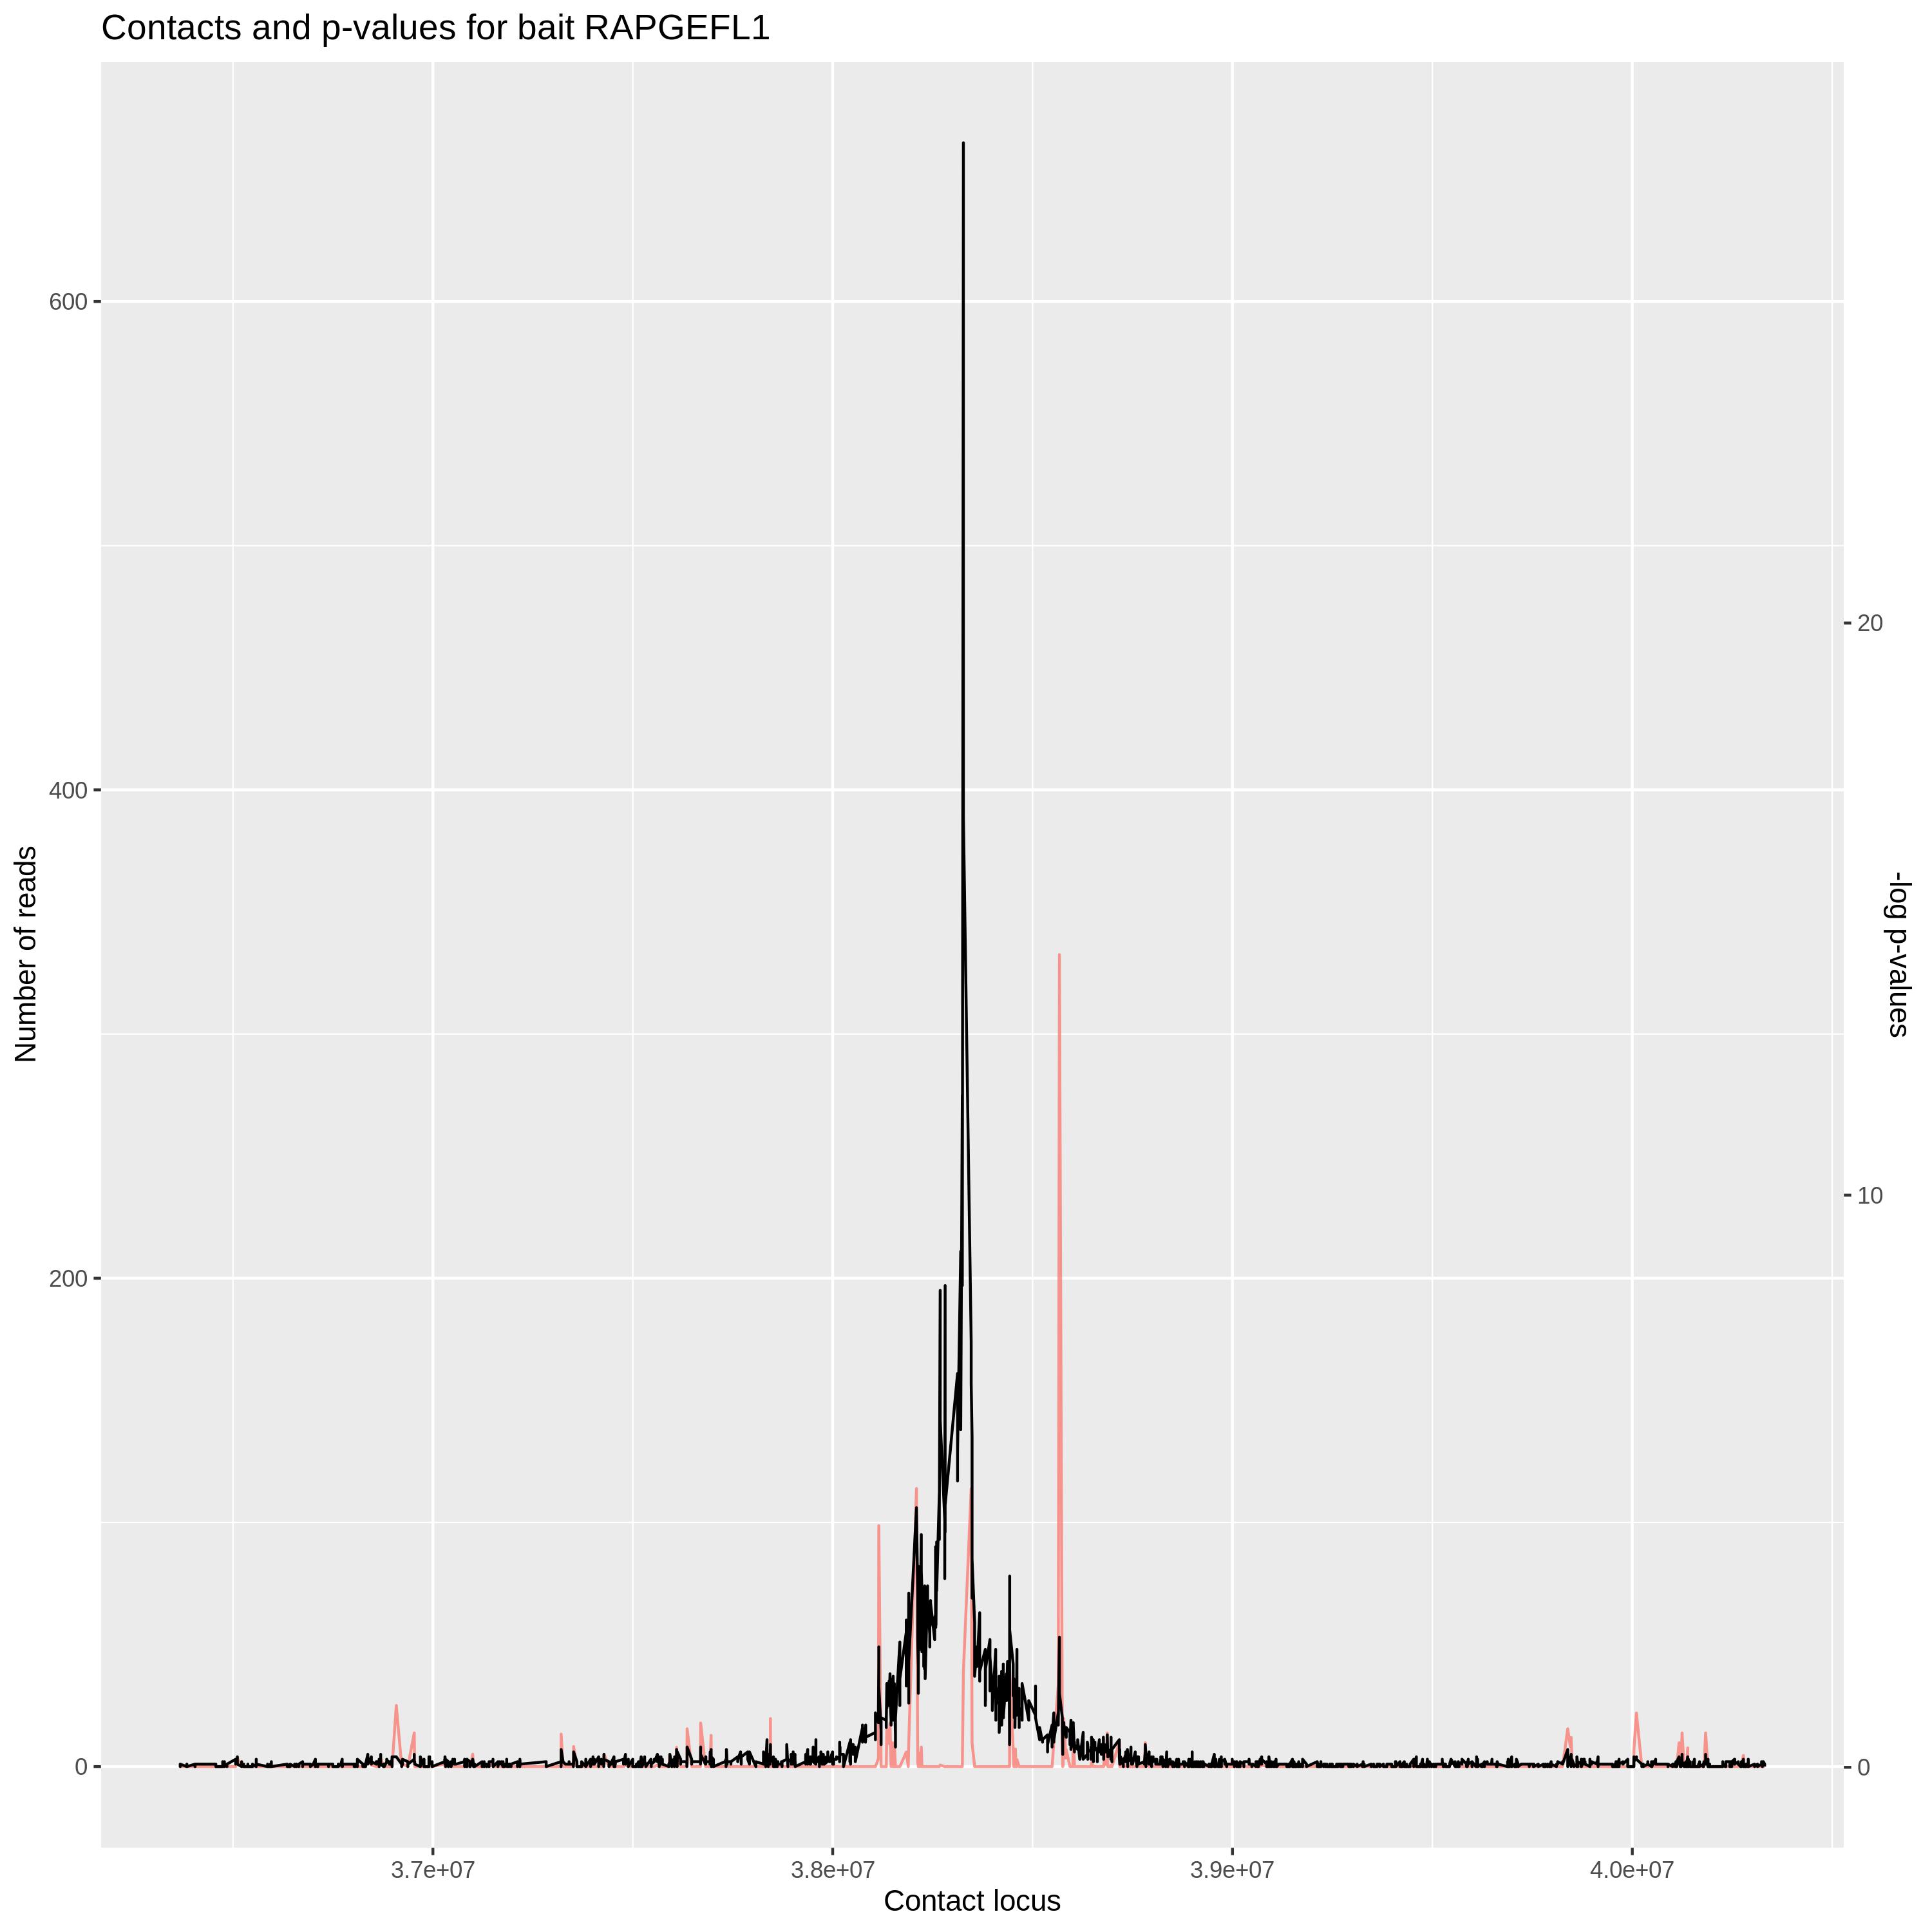 Contacts and p-values for bait RAPGEFL1
600
400
200
0
Number of reads
20
10
0
-log p-values
3.7e+07
3.8e+07
3.9e+07
4.0e+07
Contact locus